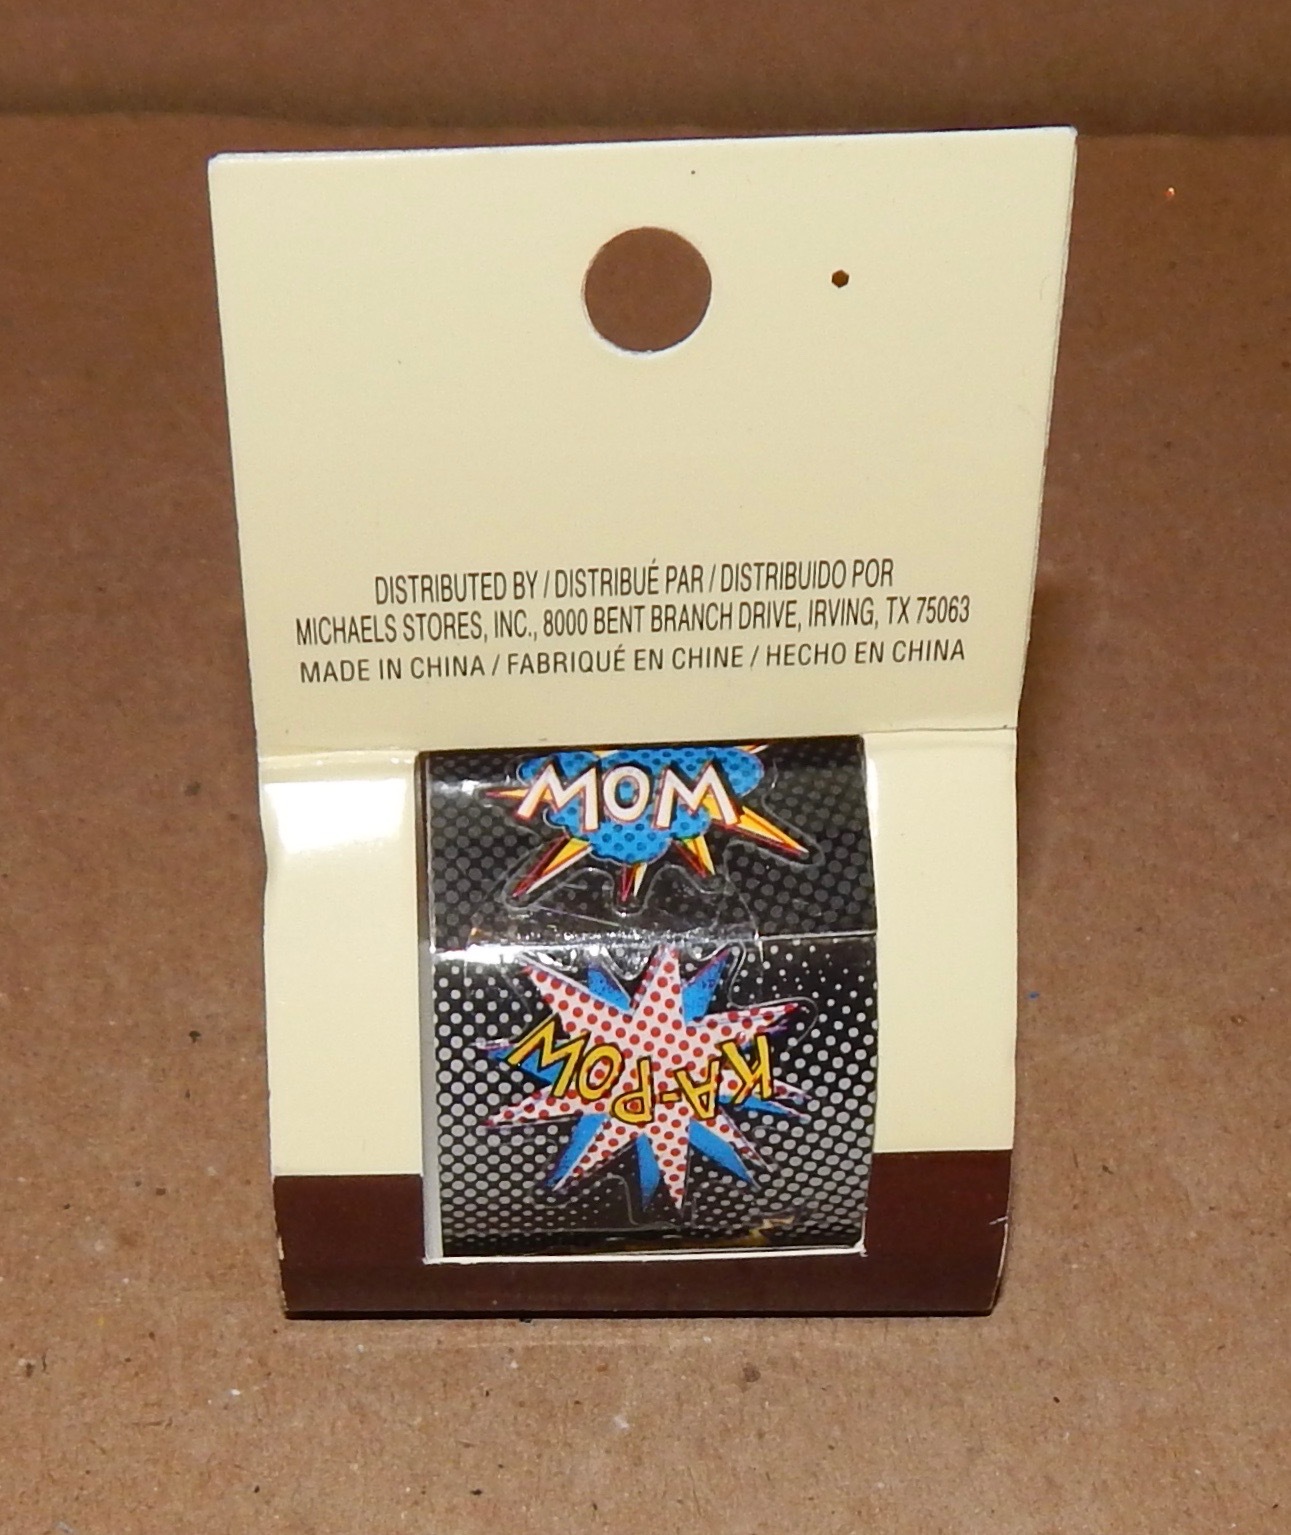 DISTRIBUTED BY / DISTRIBUÉ PAR / DISTRIBUIDO POR
MICHAELS STORES, INC., 8000 BENT BRANCH DRIVE, IRVING, TX 75063
MADE IN CHINA / FABRIQUÉ EN CHINE / HECHO EN CHINA
WOW
KA-POW